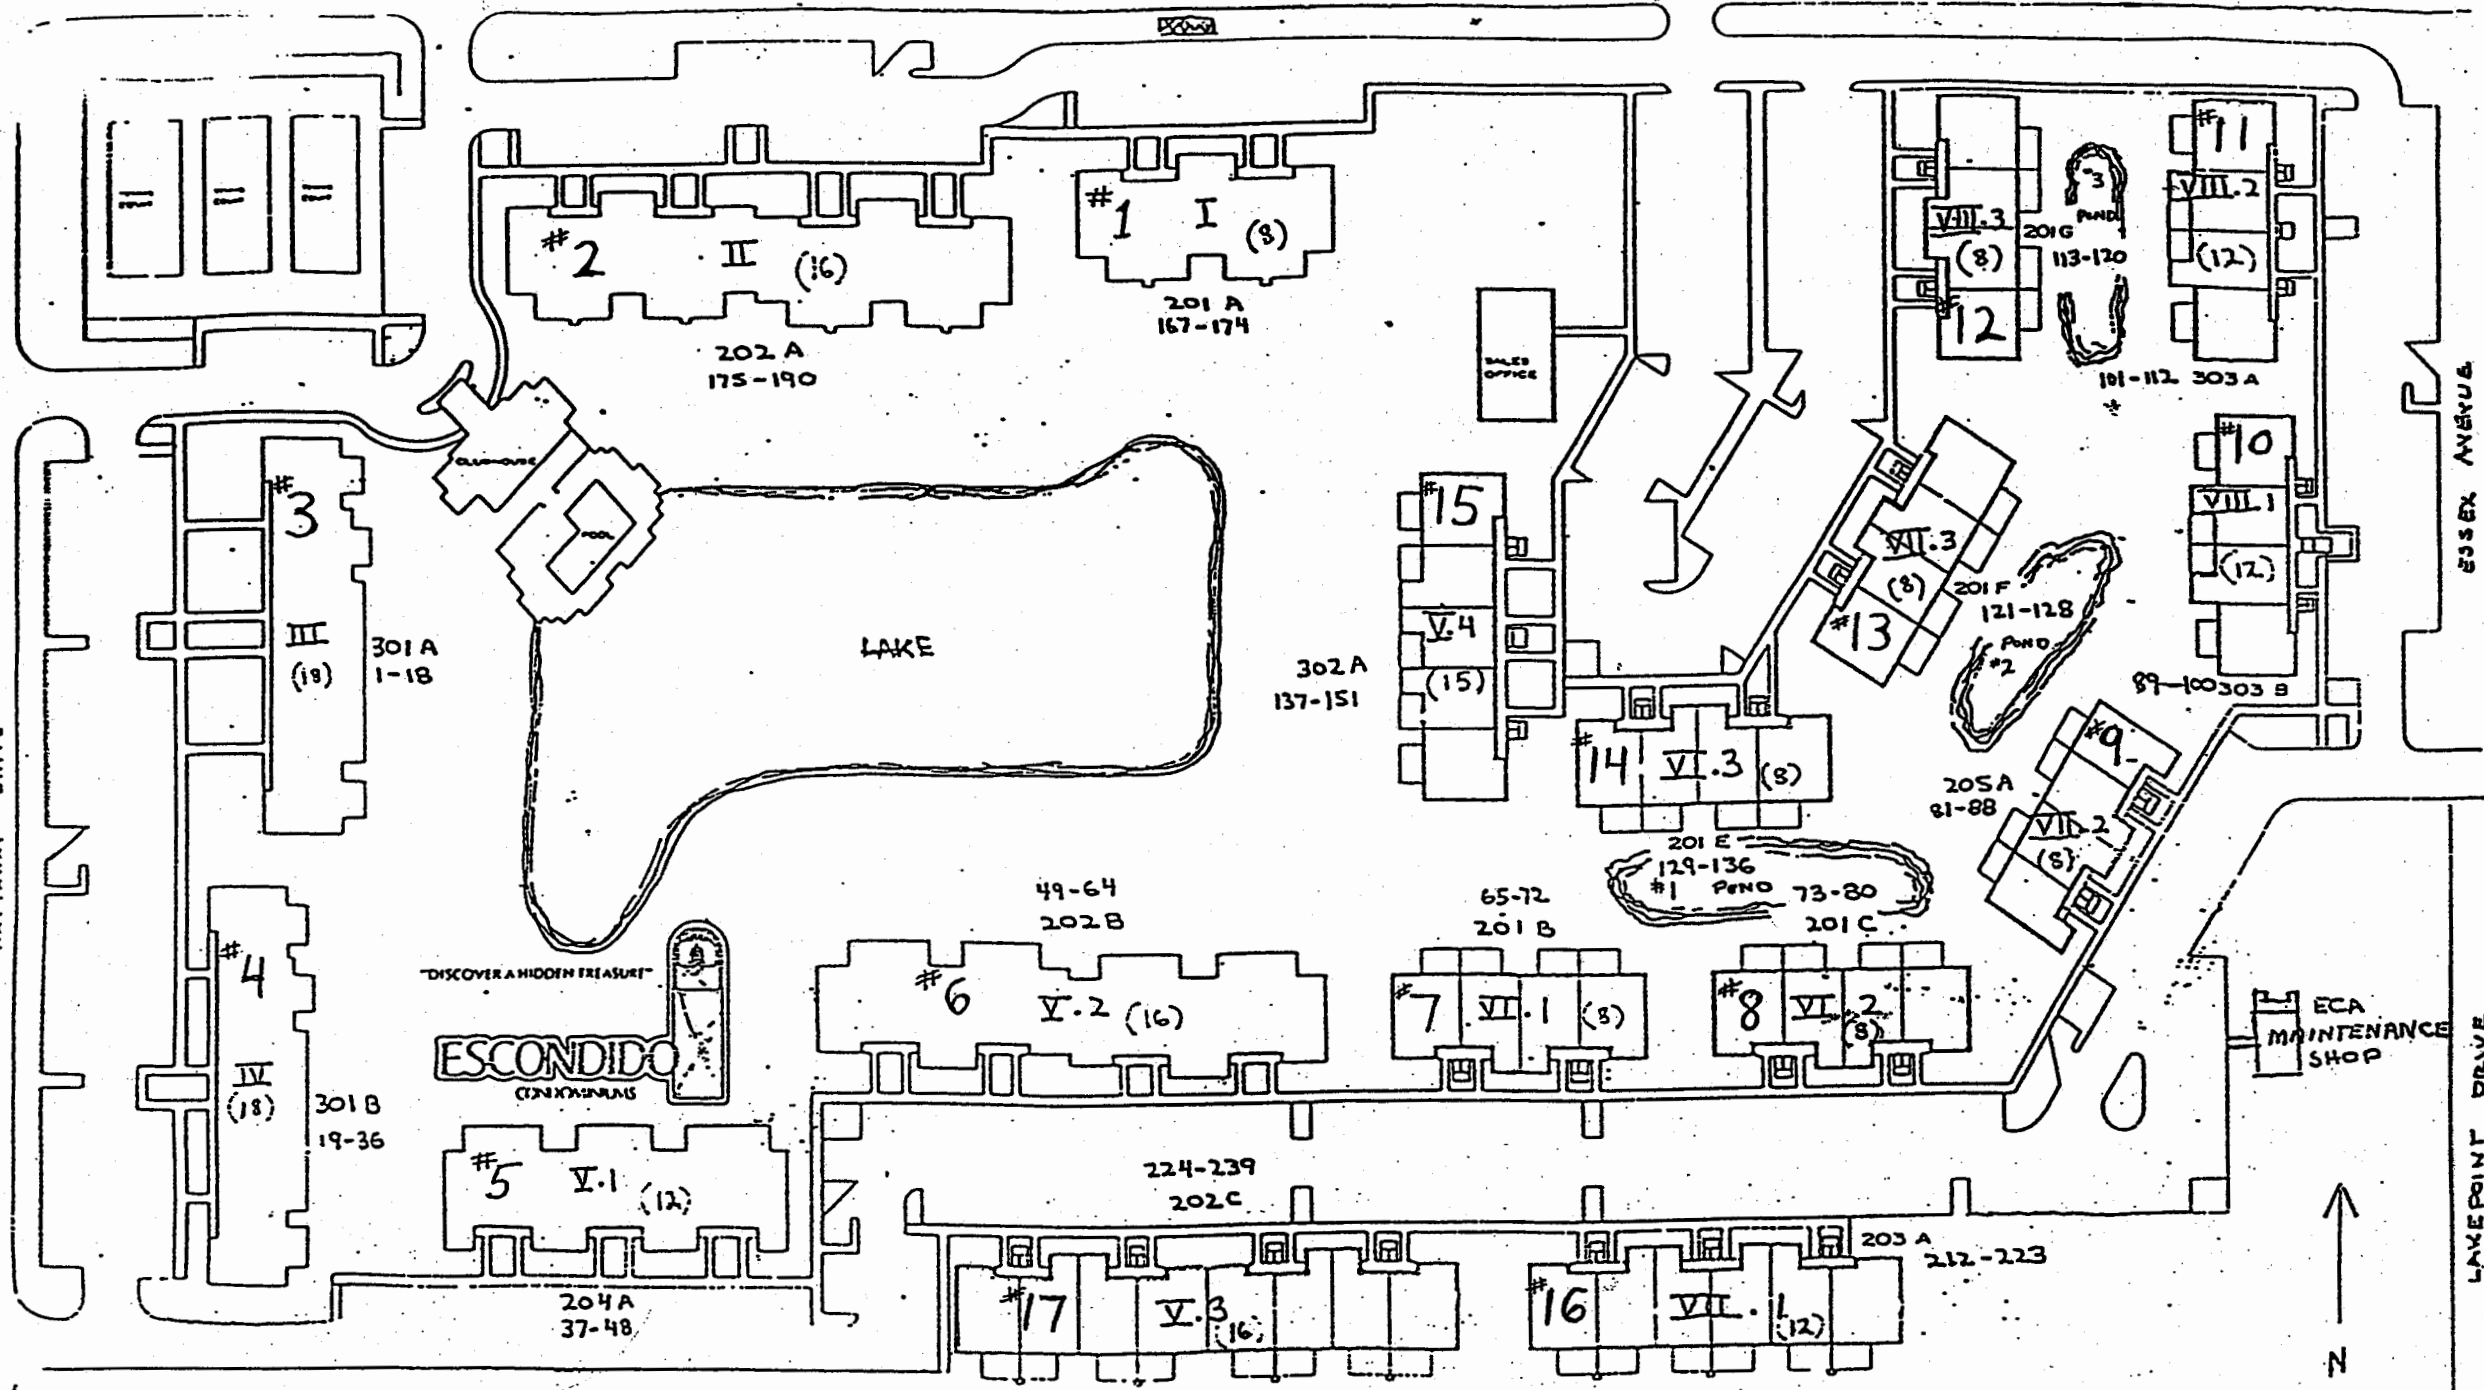 #1 I (8)
201 A
167-174
#2 II (16)
202 A
175-190
#11
VIII.2
(12)
#3
POND
VIII.3
(8)
#12
201G
113-120
101-112 303A
SALES
OFFICE
CLUBHOUSE
POOL
LAKE
#3
III
(18)
301A
1-18
#15
V.4
(15)
302A
137-151
VII.3
(8)
#13
201F
121-128
POND
#2
#10
VIII.1
(12)
89-100 303 B
ESSEX AVENUE
#14 VI.3 (8)
201 E
129-136
#1 POND
#9
VII.2
(8)
205A
81-88
#4
IV
(18)
301B
19-36
"DISCOVER A HIDDEN TREASURE"
ESCONDIDO
CONDOMINIUMS
49-64
202B
#6 V.2 (16)
65-72
201 B
#7 VI.1 (8)
73-80
201C
#8 VI.2 (8)
ECA
MAINTENANCE
SHOP
#5 V.1 (12)
204A
37-48
224-239
202C
#17 V.3 (16)
203 A
212-223
#16 VII.1 (12)
LAKEPOINT DRIVE
N